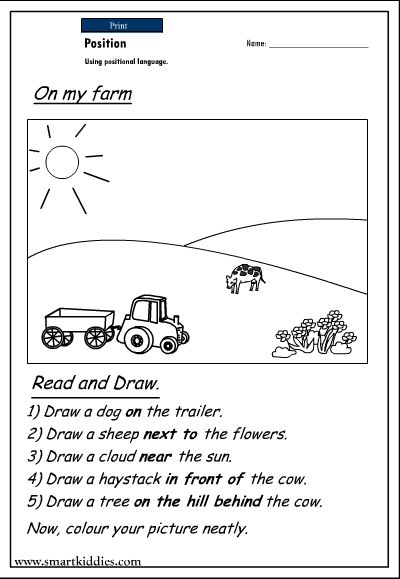 Print
Position
Name:
Using positional language.
On my farm
Read and Draw.
1) Draw a dog on the trailer.
2) Draw a sheep next to the flowers.
3) Draw a cloud near the sun.
4) Draw a haystack in front of the cow.
5) Draw a tree on the hill behind the cow.
Now, colour your picture neatly.
www.smartkiddies.com